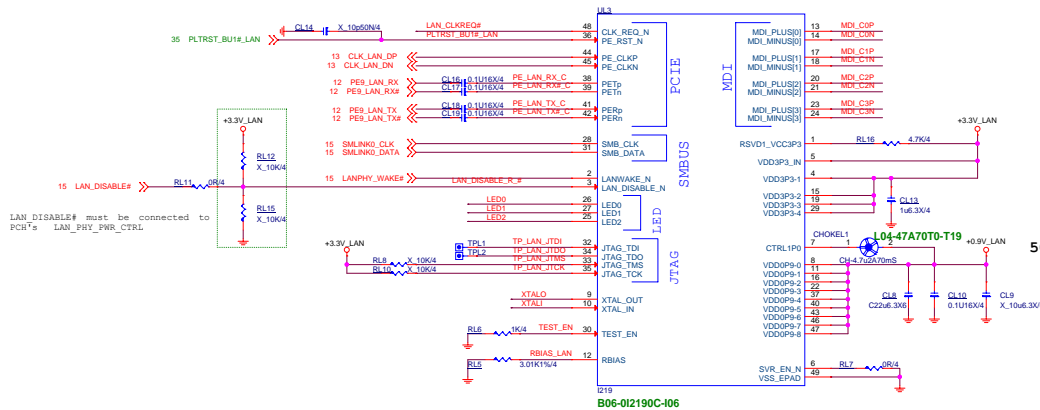 UL3
CL14 X_10p50N/4 LAN_CLKREQ# 48 CLK_REQ_N MDI_PLUS[0] 13 MDI_C0P
35 PLTRST_BU1#_LAN PLTRST_BU1#_LAN 36 PE_RST_N MDI_MINUS[0] 14 MDI_C0N
13 CLK_LAN_DP 44 PE_CLKP MDI_PLUS[1] 17 MDI_C1P
13 CLK_LAN_DN 45 PE_CLKN MDI_MINUS[1] 18 MDI_C1N
PCIE
MDI
12 PE9_LAN_RX CL16 0.1U16X/4 PE_LAN_RX_C 38 PETp MDI_PLUS[2] 20 MDI_C2P
12 PE9_LAN_RX# CL17 0.1U16X/4 PE_LAN_RX#_C 39 PETn MDI_MINUS[2] 21 MDI_C2N
12 PE9_LAN_TX CL18 0.1U16X/4 PE_LAN_TX_C 41 PERp MDI_PLUS[3] 23 MDI_C3P
12 PE9_LAN_TX# CL19 0.1U16X/4 PE_LAN_TX#_C 42 PERn MDI_MINUS[3] 24 MDI_C3N
+3.3V_LAN +3.3V_LAN
15 SMLINK0_CLK 28 SMB_CLK RSVD1_VCC3P3 1 RL16 4.7K/4
15 SMLINK0_DATA 31 SMB_DATA
SMBUS
VDD3P3_IN 5
RL12
X_10K/4
15 LANPHY_WAKE# 2 LANWAKE_N VDD3P3-1 4
15 LAN_DISABLE# RL11 0R/4 LAN_DISABLE_R_# 3 LAN_DISABLE_N
VDD3P3-2 15
VDD3P3-3 19
VDD3P3-4 29
CL13
1u6.3X/4
RL15
X_10K/4
LED0 26 LED0
LED1 27 LED1
LED2 25 LED2
LED
LAN_DISABLE# must be connected to
PCH's LAN_PHY_PWR_CTRL
CHOKEL1 L04-47A70T0-T19
CTRL1P0 7 1 2 +0.9V_LAN
CH-4.7u2A70mS
+3.3V_LAN
TPL1 TP_LAN_JTDI 32 JTAG_TDI
TPL2 TP_LAN_JTDO 34 JTAG_TDO
RL8 X_10K/4 TP_LAN_JTMS 33 JTAG_TMS
RL10 X_10K/4 TP_LAN_JTCK 35 JTAG_TCK
JTAG
VDD0P9-0 8
VDD0P9-1 11
VDD0P9-2 16
VDD0P9-3 22
VDD0P9-4 37
VDD0P9-5 40
VDD0P9-6 43
VDD0P9-7 46
VDD0P9-8 47
CL8
C22u6.3X6
CL10
0.1U16X/4
CL9
X_10u6.3X/
XTALO 9 XTAL_OUT
XTALI 10 XTAL_IN
RL6 1K/4 TEST_EN 30 TEST_EN
RL5 3.01K1%/4 RBIAS_LAN 12 RBIAS
SVR_EN_N 6 RL7 0R/4
VSS_EPAD 49
I219
B06-0I2190C-I06